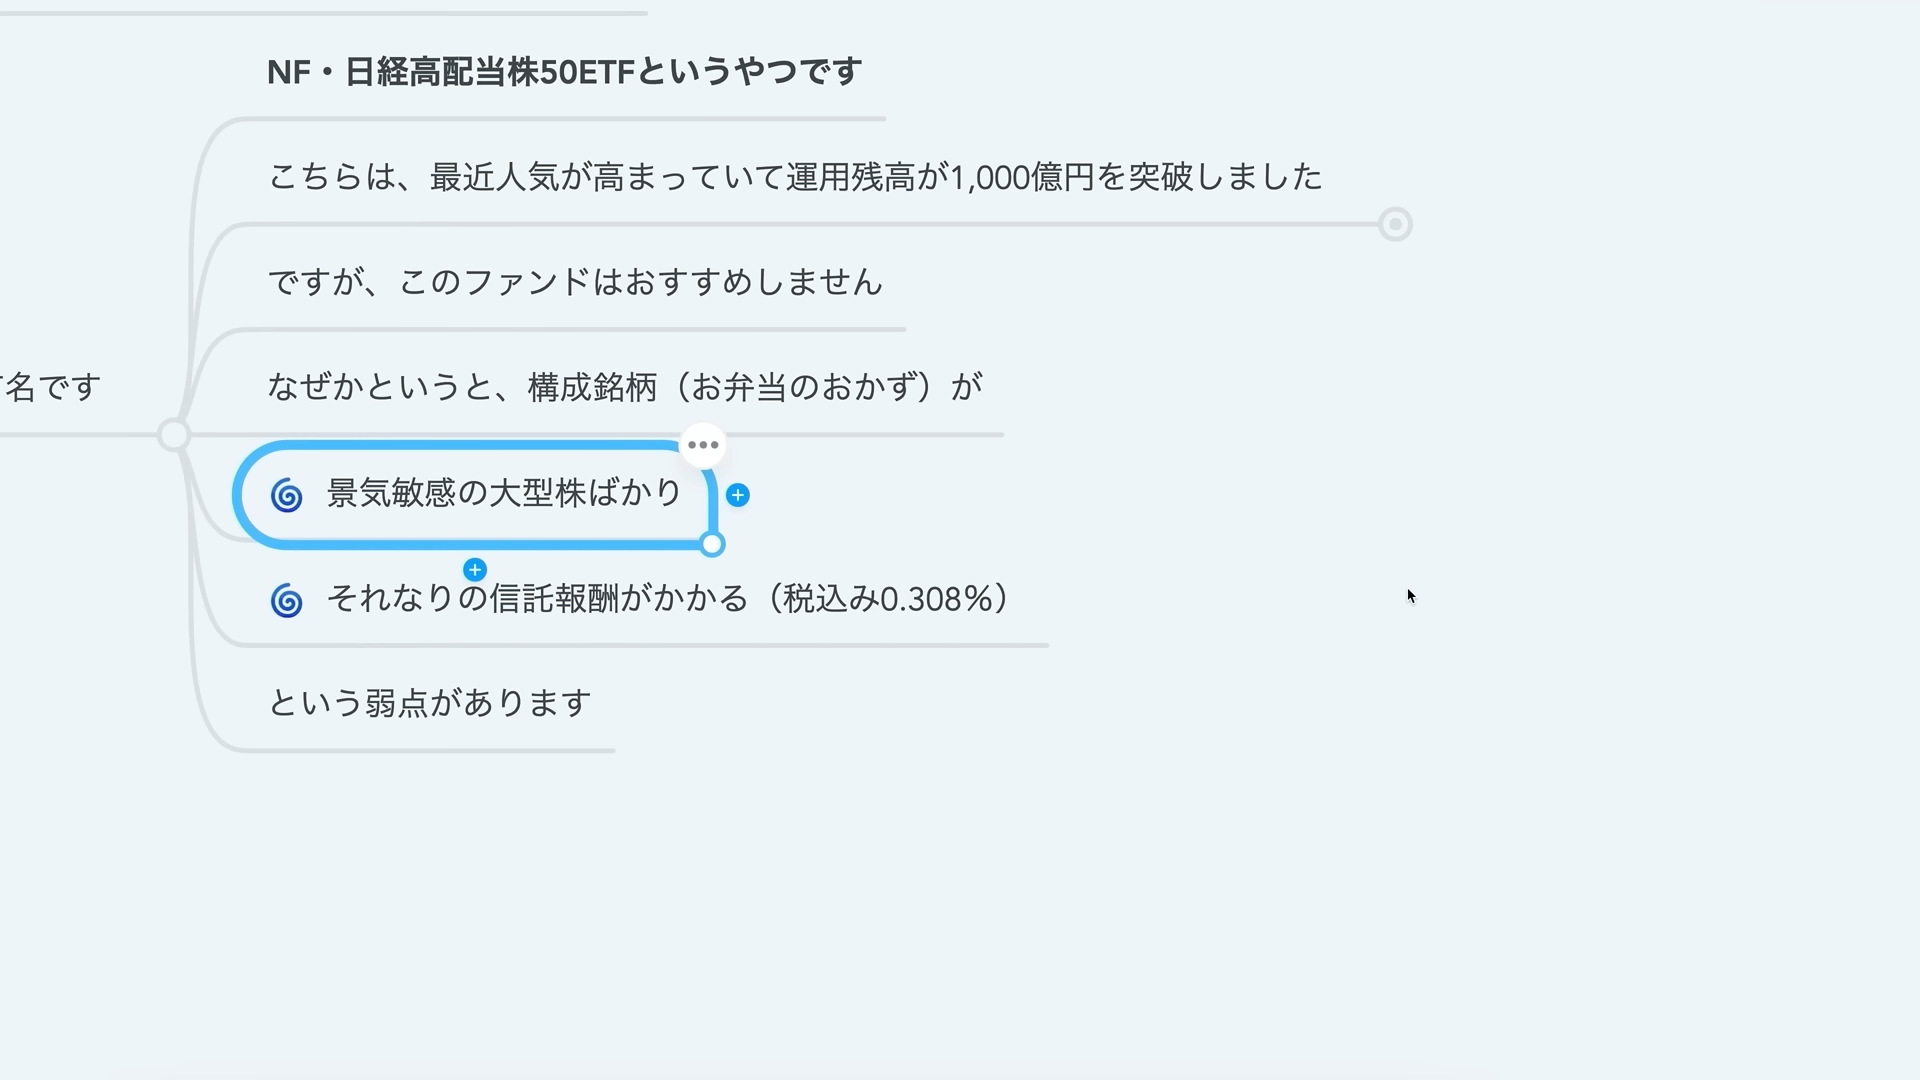 NF・日経高配当株50ETFというやつです
こちらは、最近人気が高まっていて運用残高が1,000億円を突破しました
ですが、このファンドはおすすめしません
名です
なぜかというと、構成銘柄（お弁当のおかず）が
🌀 景気敏感の大型株ばかり
🌀 それなりの信託報酬がかかる（税込み0.308％）
という弱点があります